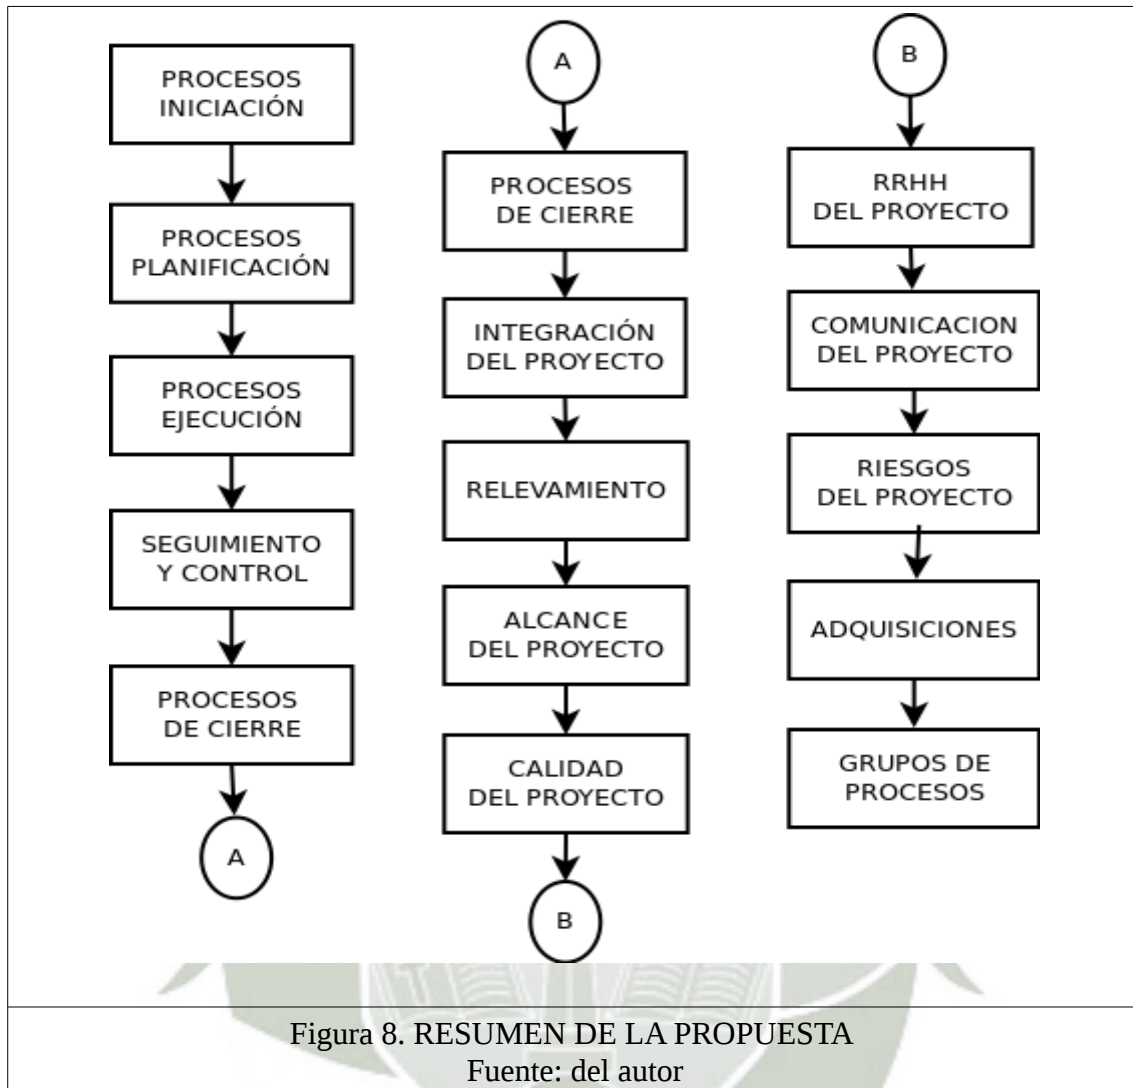 PROCESOS
INICIACIÓN
PROCESOS
PLANIFICACIÓN
PROCESOS
EJECUCIÓN
SEGUIMIENTO
Y CONTROL
PROCESOS
DE CIERRE
A
A
PROCESOS
DE CIERRE
INTEGRACIÓN
DEL PROYECTO
RELEVAMIENTO
ALCANCE
DEL PROYECTO
CALIDAD
DEL PROYECTO
B
B
RRHH
DEL PROYECTO
COMUNICACION
DEL PROYECTO
RIESGOS
DEL PROYECTO
ADQUISICIONES
GRUPOS DE
PROCESOS
Figura 8. RESUMEN DE LA PROPUESTA
Fuente: del autor